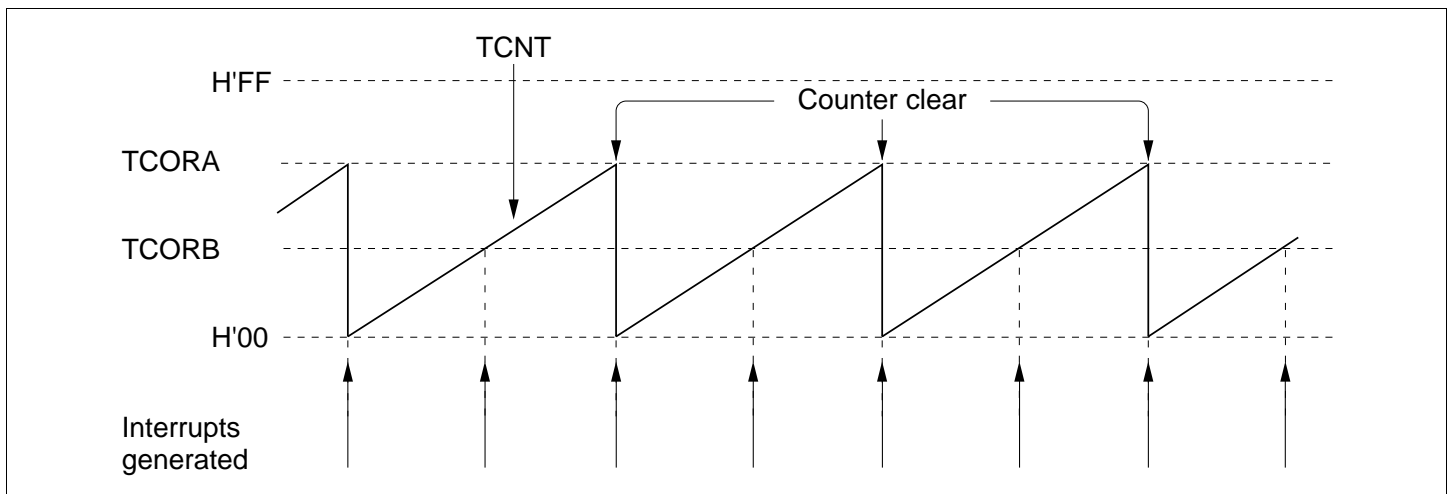 TCNT
H'FF
Counter clear
TCORA
TCORB
H'00
Interrupts
generated